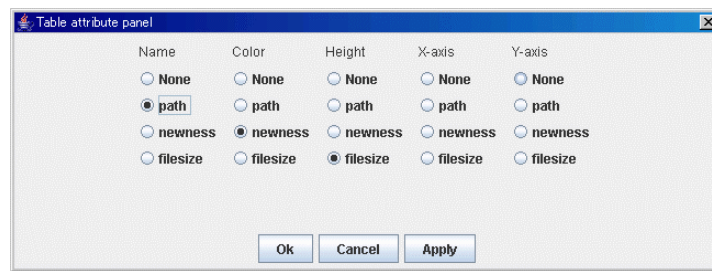 Table attribute panel
Name Color Height X-axis Y-axis
None None None None None
path path path path path
newness newness newness newness newness
filesize filesize filesize filesize filesize
Ok Cancel Apply